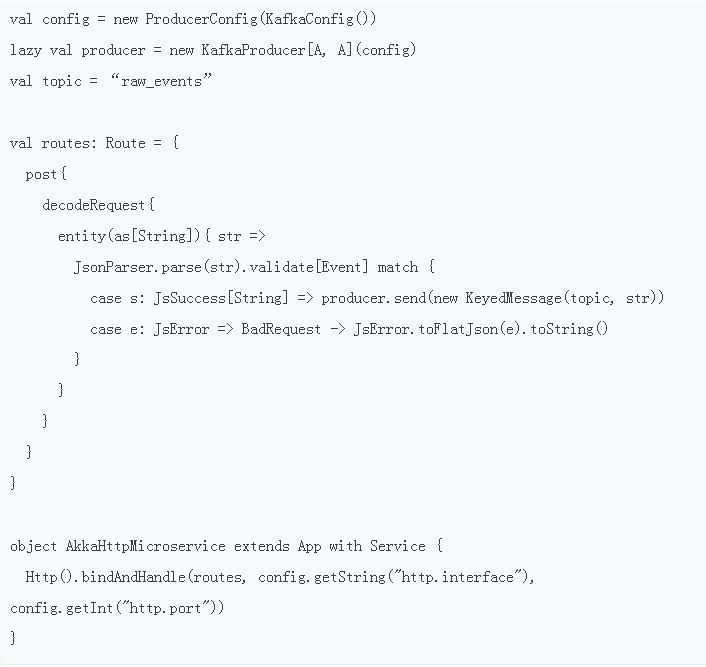 val config = new ProducerConfig(KafkaConfig())
lazy val producer = new KafkaProducer[A, A](config)
val topic = “raw_events”

val routes: Route = {
  post{
    decodeRequest{
      entity(as[String]){ str =>
        JsonParser.parse(str).validate[Event] match {
          case s: JsSuccess[String] => producer.send(new KeyedMessage(topic, str))
          case e: JsError => BadRequest -> JsError.toFlatJson(e).toString()
        }
      }
    }
  }
}

object AkkaHttpMicroservice extends App with Service {
  Http().bindAndHandle(routes, config.getString("http.interface"),
config.getInt("http.port"))
}